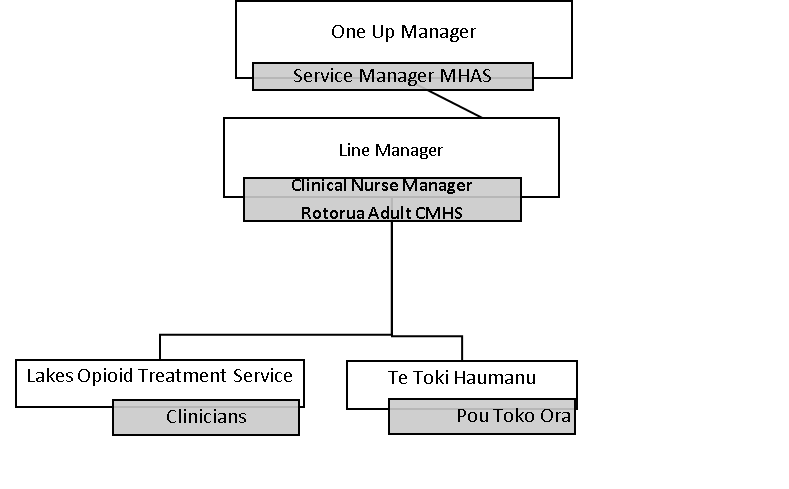 One Up Manager
Service Manager MHAS
Line Manager
Clinical Nurse Manager
Rotorua Adult CMHS
Lakes Opioid Treatment Service
Clinicians
Te Toki Haumanu
Pou Toko Ora